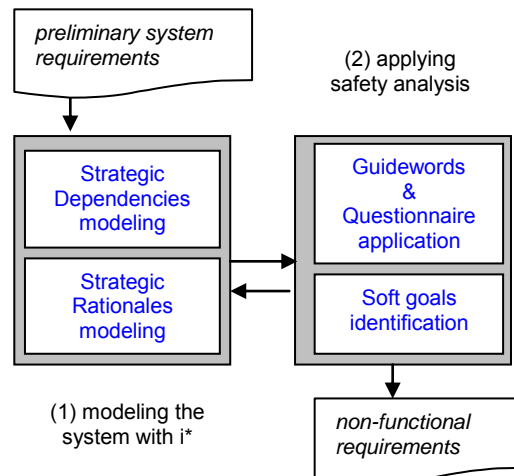 preliminary system
requirements
(2) applying
safety analysis
Strategic
Dependencies
modeling
Strategic
Rationales
modeling
Guidewords
&
Questionnaire
application
Soft goals
identification
(1) modeling the
system with i*
non-functional
requirements